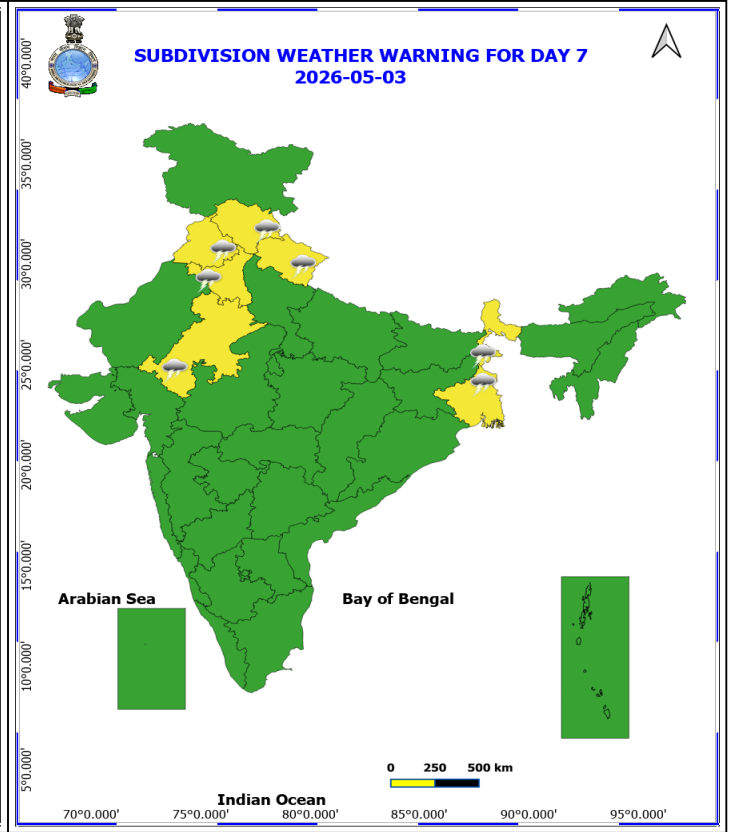 SUBDIVISION WEATHER WARNING FOR DAY 7
2026-05-03
40°0.000'
35°0.000'
30°0.000'
25°0.000'
20°0.000'
15°0.000'
10°0.000'
5°0.000'
Arabian Sea
Bay of Bengal
0 250 500 km
Indian Ocean
70°0.000' 75°0.000' 80°0.000' 85°0.000' 90°0.000' 95°0.000'